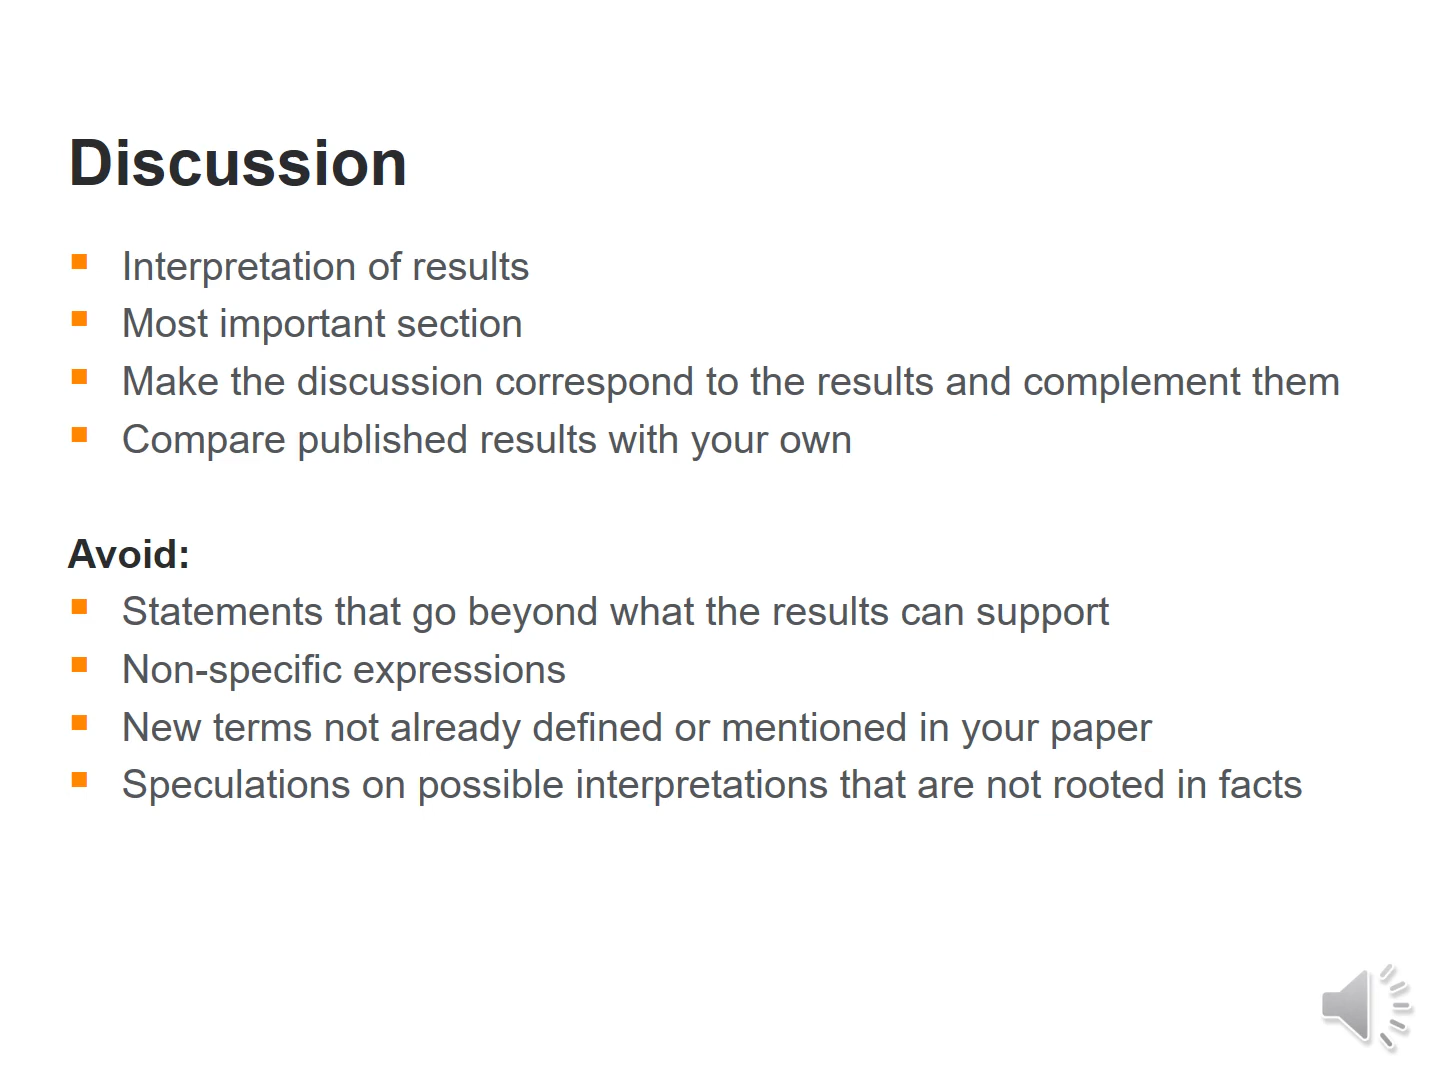 Discussion
Interpretation of results
Most important section
Make the discussion correspond to the results and complement them
Compare published results with your own
Avoid:
Statements that go beyond what the results can support
Non-specific expressions
New terms not already defined or mentioned in your paper
Speculations on possible interpretations that are not rooted in facts